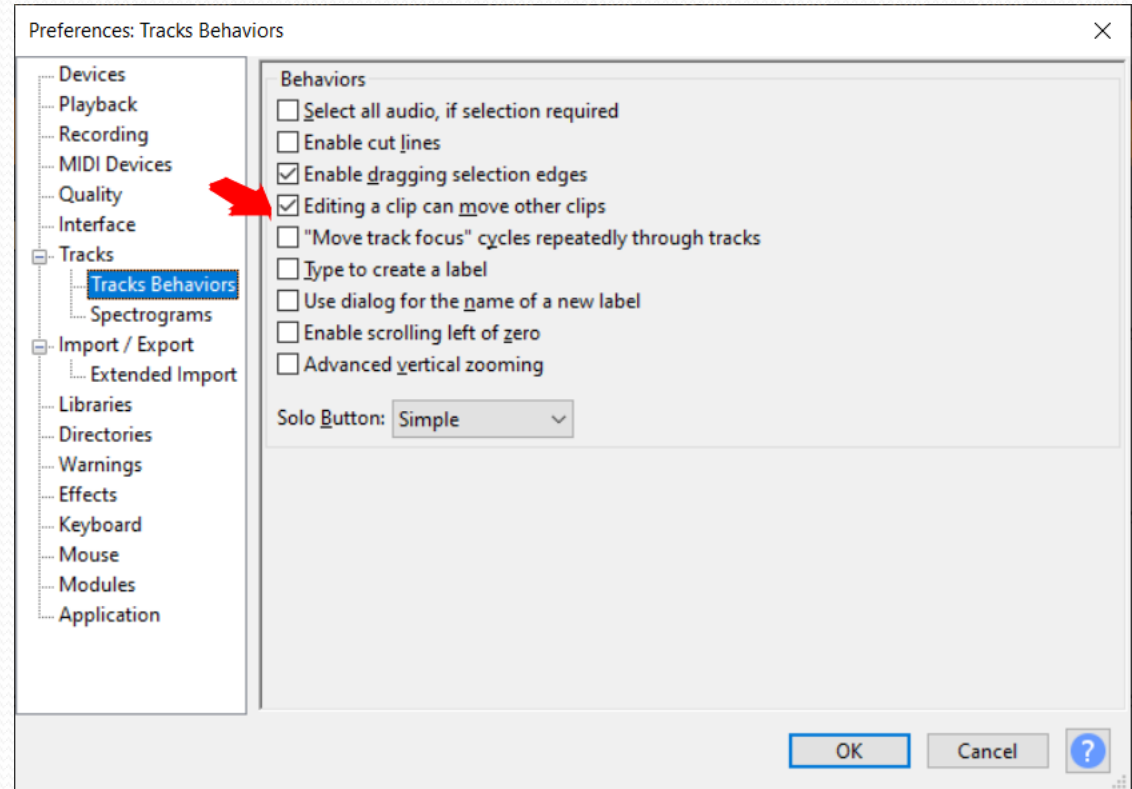 Preferences: Tracks Behaviors
Devices
Playback
Recording
MIDI Devices
Quality
Interface
Tracks
Tracks Behaviors
Spectrograms
Import / Export
Extended Import
Libraries
Directories
Warnings
Effects
Keyboard
Mouse
Modules
Application
Behaviors
Select all audio, if selection required
Enable cut lines
Enable dragging selection edges
Editing a clip can move other clips
"Move track focus" cycles repeatedly through tracks
Type to create a label
Use dialog for the name of a new label
Enable scrolling left of zero
Advanced vertical zooming
Solo Button: Simple
OK Cancel ?